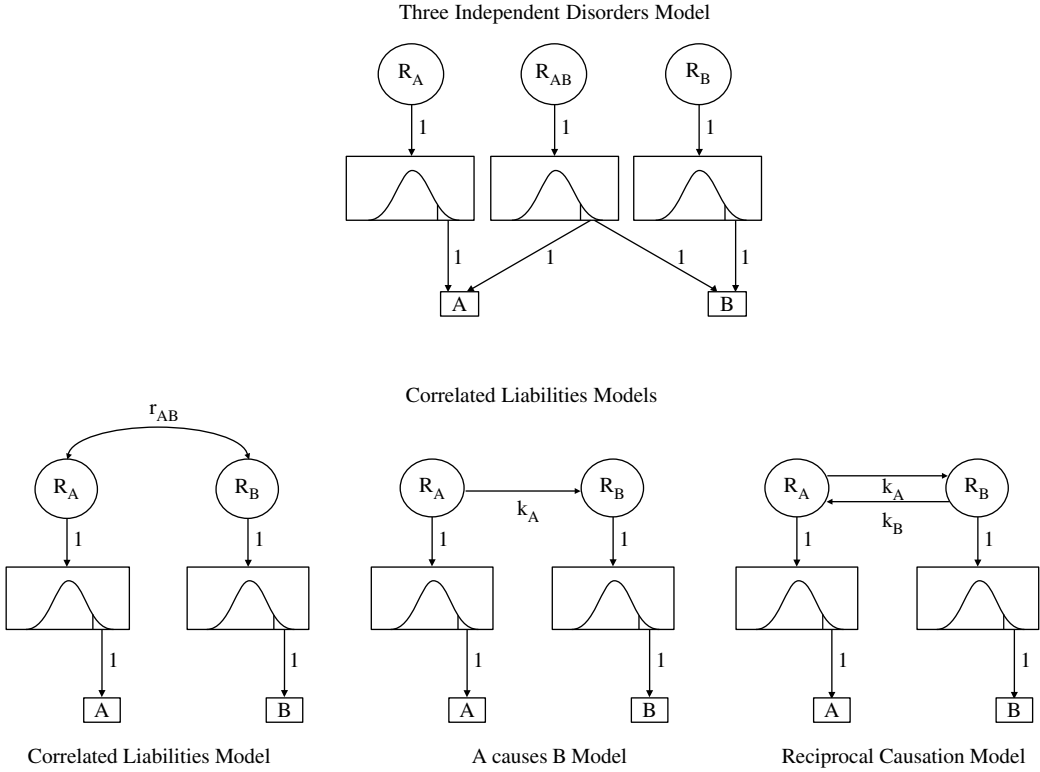 Three Independent Disorders Model
R_A R_AB R_B
1 1 1
1 1 1 1
A B
Correlated Liabilities Models
r_AB
R_A R_B R_A R_B R_A R_B
k_A k_A
k_B
1 1 1 1 1 1
1 1 1 1 1 1
A B A B A B
Correlated Liabilities Model A causes B Model Reciprocal Causation Model